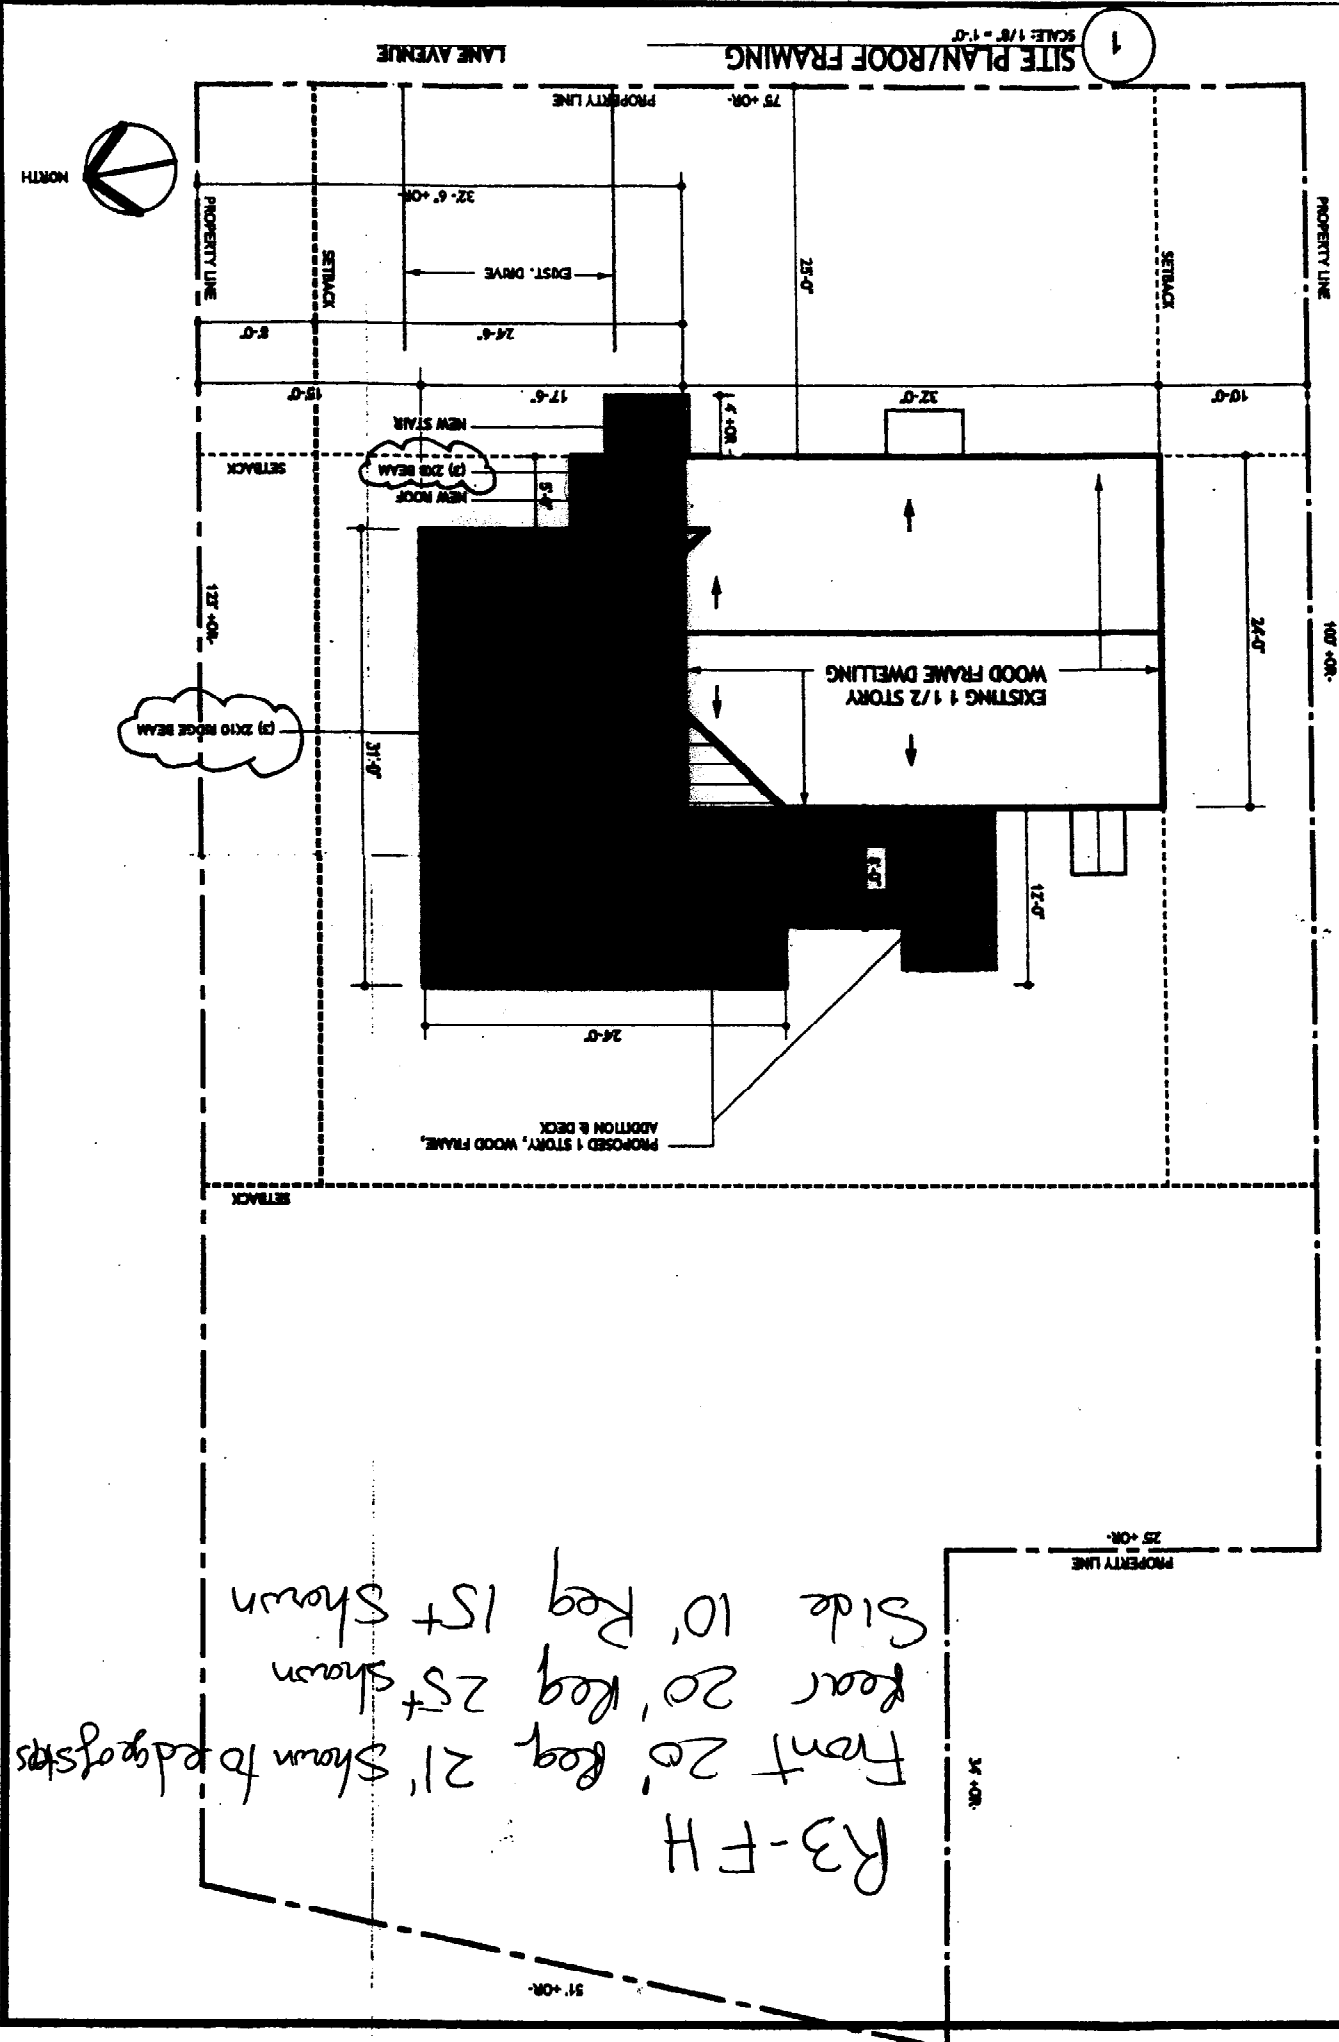 R3-FH
Front 20' Req 21' Shown to edge of steps
Rear 20' Req 25+ Shown
Side 10' Req 15+ Shown
51' +OR-
34' +OR-
PROPERTY LINE
25' +OR-
SETBACK
PROPOSED 1 STORY, WOOD FRAME,
ADDITION & DECK
24'-0"
12'-0"
8'-0"
31'-0"
(3) 2X10 RIDGE BEAM
EXISTING 1 1/2 STORY
WOOD FRAME DWELLING
24'-0"
100' +OR-
123' +OR-
NEW ROOF
(3) 2X8 BEAM
NEW STAIR
5'-0"
4' +OR-
SETBACK
10'-0"
32'-0"
17'-6"
15'-0"
24'-6"
8'-0"
EXIST. DRIVE
25'-0"
SETBACK
SETBACK
PROPERTY LINE
PROPERTY LINE
32'-6" +OR-
NORTH
75' +OR-
PROPERTY LINE
1
SITE PLAN/ROOF FRAMING
SCALE: 1/8" = 1'-0"
LANE AVENUE